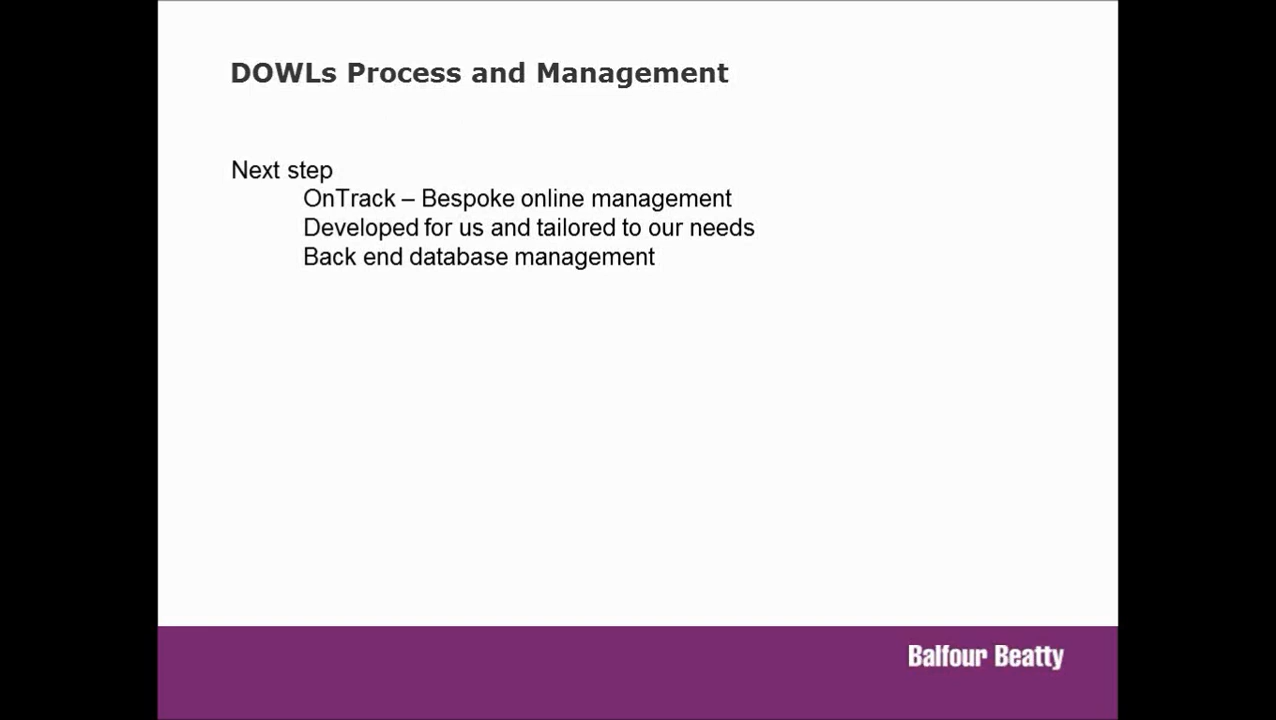 DOWLs Process and Management
Next step
OnTrack – Bespoke online management
Developed for us and tailored to our needs
Back end database management
Balfour Beatty